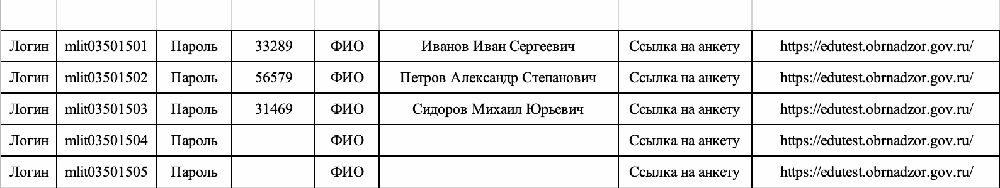 Логин mlit03501501 Пароль 33289 ФИО Иванов Иван Сергеевич Ссылка на анкету https://edutest.obrnadzor.gov.ru/
Логин mlit03501502 Пароль 56579 ФИО Петров Александр Степанович Ссылка на анкету https://edutest.obrnadzor.gov.ru/
Логин mlit03501503 Пароль 31469 ФИО Сидоров Михаил Юрьевич Ссылка на анкету https://edutest.obrnadzor.gov.ru/
Логин mlit03501504 Пароль ФИО Ссылка на анкету https://edutest.obrnadzor.gov.ru/
Логин mlit03501505 Пароль ФИО Ссылка на анкету https://edutest.obrnadzor.gov.ru/